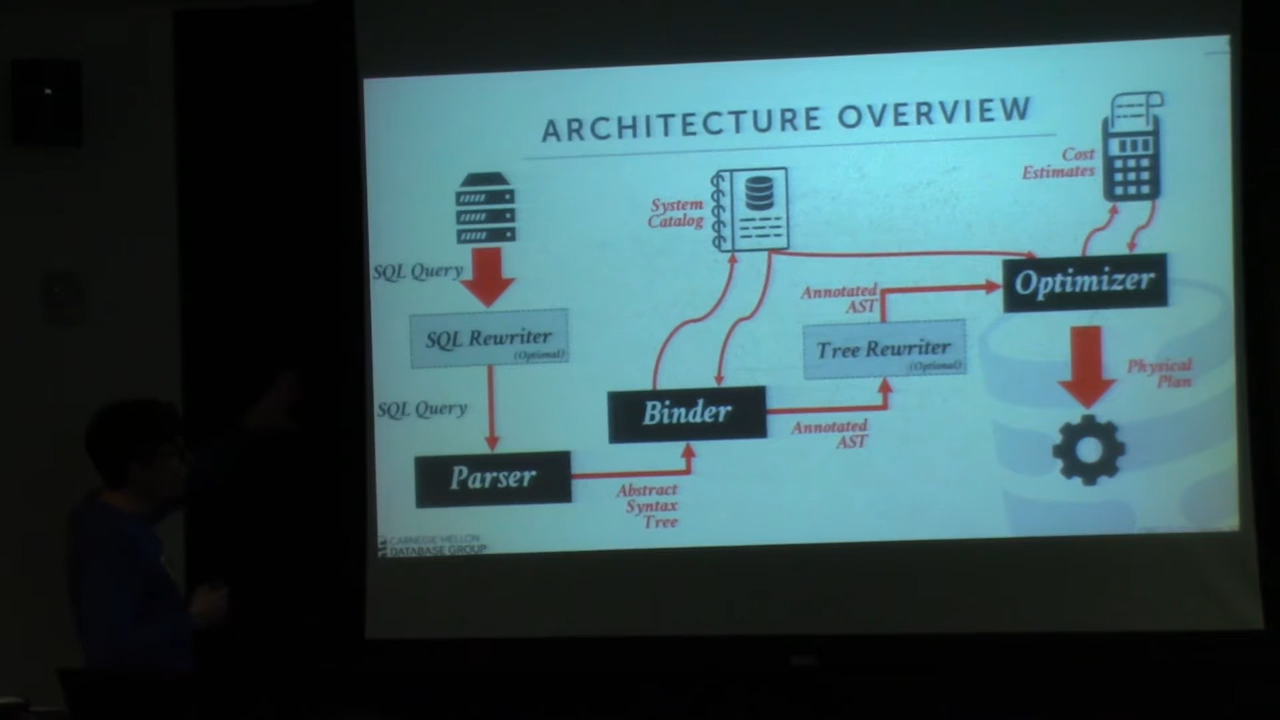 ARCHITECTURE OVERVIEW
Cost
Estimates
System
Catalog
SQL Query
Optimizer
Annotated
AST
SQL Rewriter
(Optional)
Tree Rewriter
(Optional)
Physical
Plan
SQL Query
Binder
Annotated
AST
Parser
Abstract
Syntax
Tree
CARNEGIE MELLON
DATABASE GROUP